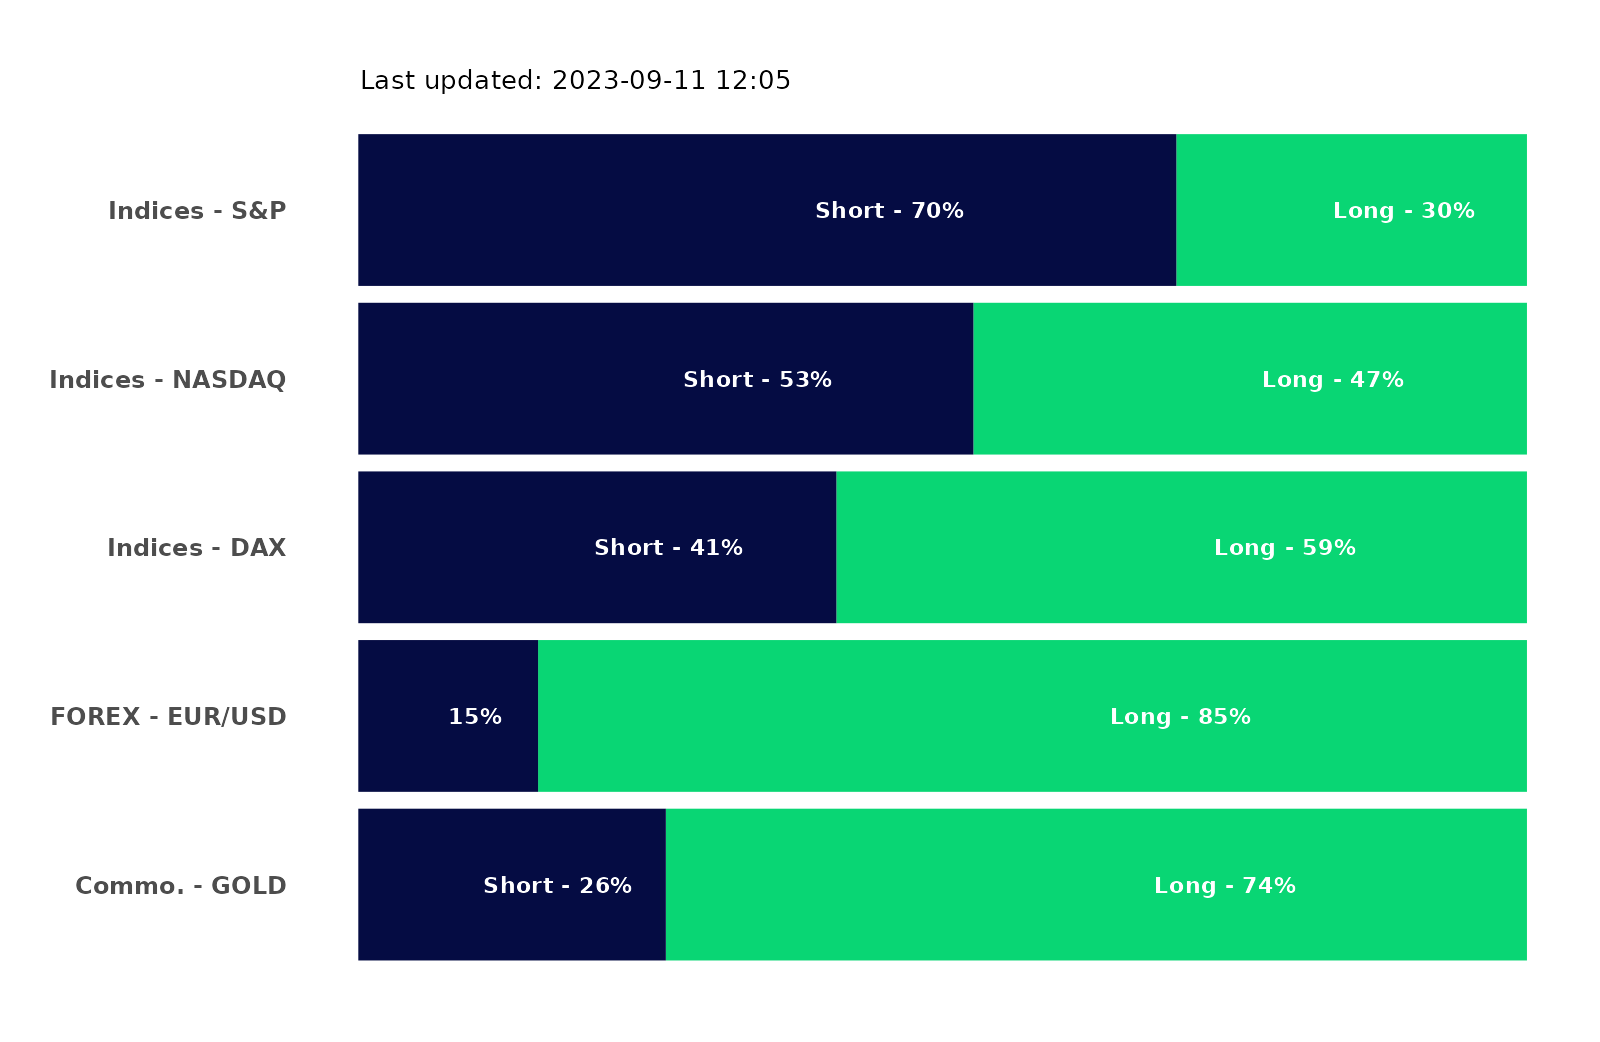 Last updated: 2023-09-11 12:05
Indices - S&P Short - 70% Long - 30%
Indices - NASDAQ Short - 53% Long - 47%
Indices - DAX Short - 41% Long - 59%
FOREX - EUR/USD 15% Long - 85%
Commo. - GOLD Short - 26% Long - 74%